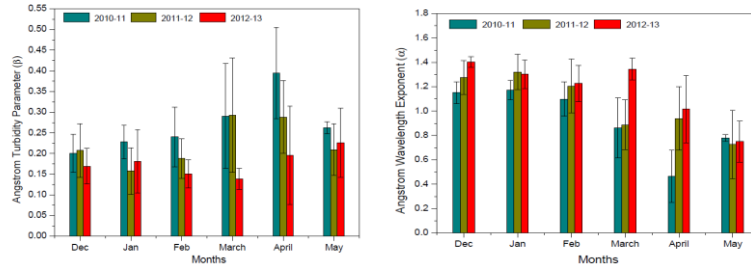 0.55
0.50
0.45
0.40
0.35
0.30
0.25
0.20
0.15
0.10
0.05
0.00
Angstrom Turbidity Parameter (β)
2010-11 2011-12 2012-13
Dec Jan Feb March April May
Months
1.8
1.6
1.4
1.2
1.0
0.8
0.6
0.4
0.2
0.0
Angstrom Wavelength Exponent (α)
2010-11 2011-12 2012-13
Dec Jan Feb March April May
Months